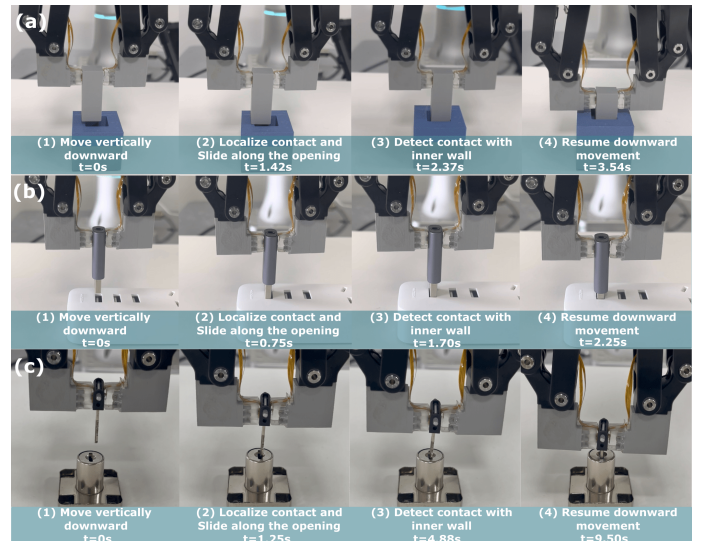 (a)
(1) Move vertically
downward
t=0s
(2) Localize contact and
Slide along the opening
t=1.42s
(3) Detect contact with
inner wall
t=2.37s
(4) Resume downward
movement
t=3.54s
(b)
(1) Move vertically
downward
t=0s
(2) Localize contact and
Slide along the opening
t=0.75s
(3) Detect contact with
inner wall
t=1.70s
(4) Resume downward
movement
t=2.25s
(c)
(1) Move vertically
downward
t=0s
(2) Localize contact and
Slide along the opening
t=1.25s
(3) Detect contact with
inner wall
t=4.88s
(4) Resume downward
movement
t=9.50s